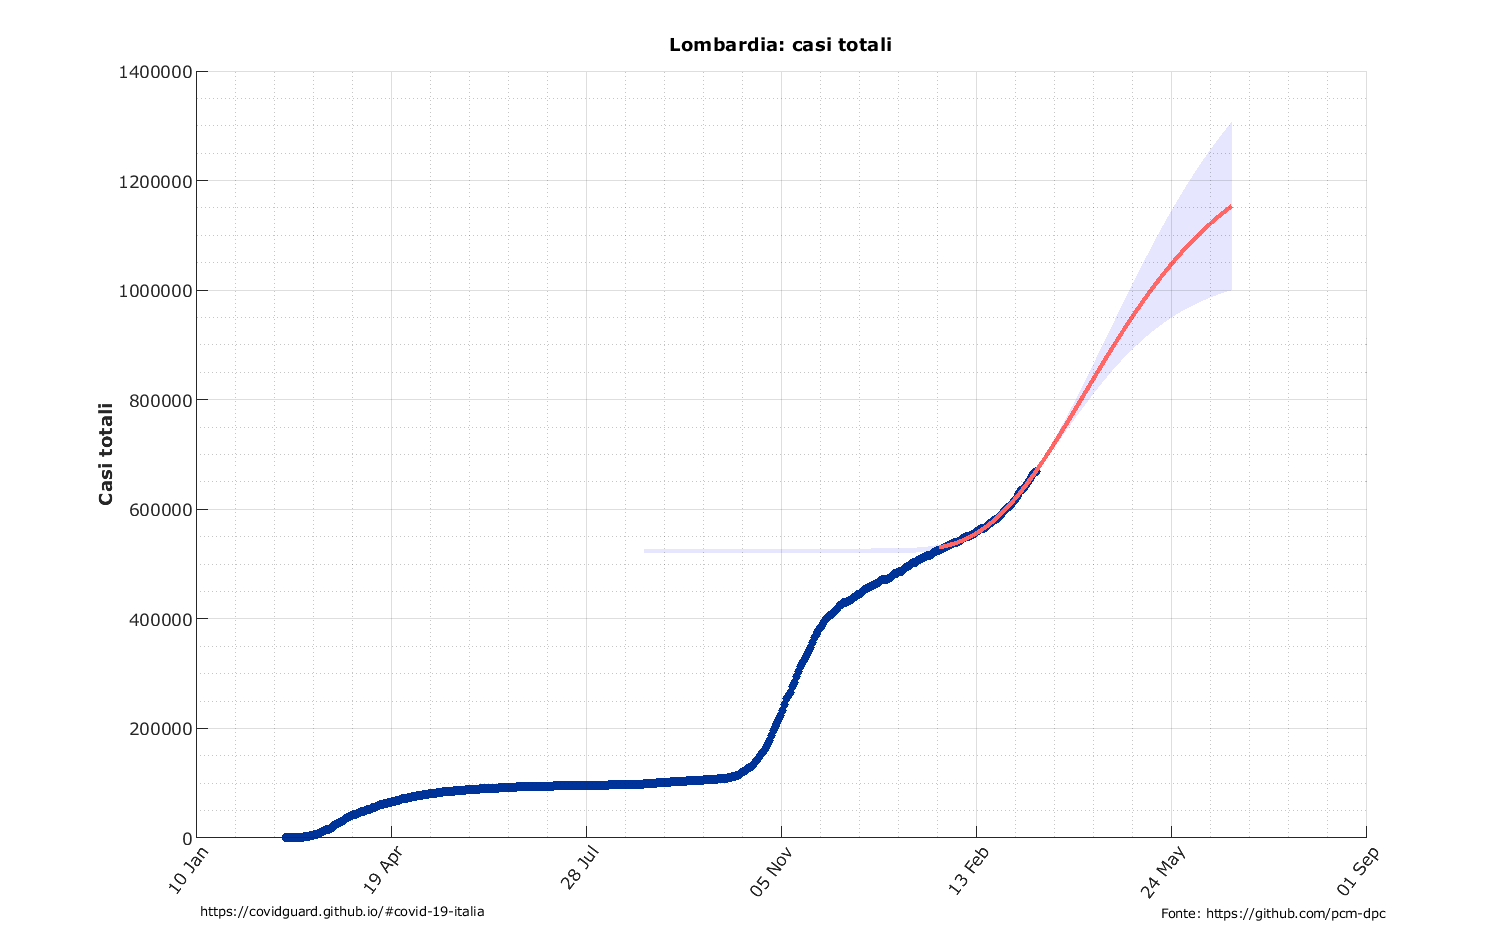 Lombardia: casi totali
1400000
1200000
1000000
800000
600000
400000
200000
0
Casi totali
10 Jan
19 Apr
28 Jul
05 Nov
13 Feb
24 May
01 Sep
https://covidguard.github.io/#covid-19-italia
Fonte: https://github.com/pcm-dpc